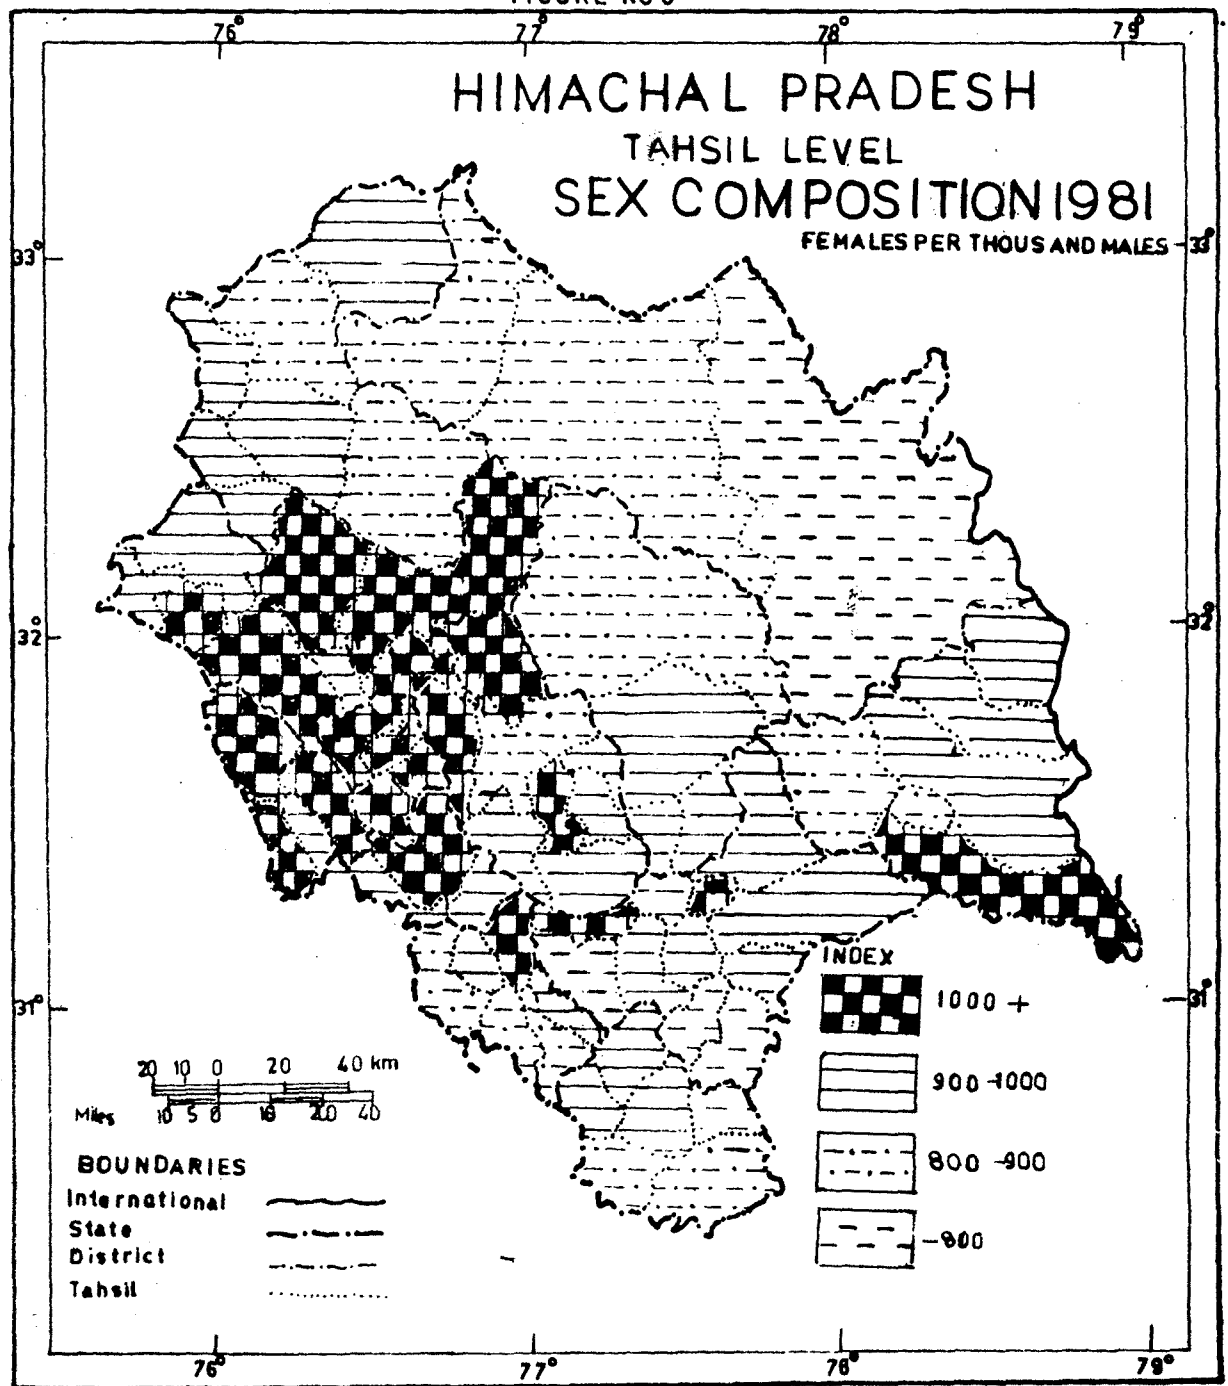 76° 77° 78° 79°
HIMACHAL PRADESH
TAHSIL LEVEL
SEX COMPOSITION 1981
FEMALES PER THOUSAND MALES
33° 33°
32° 32°
31° 31°
INDEX
1000 +
900 -1000
800 -900
-800
20 10 0 20 40 km
Miles 10 5 0 10 20 40
BOUNDARIES
International
State
District
Tahsil
76° 77° 78° 79°